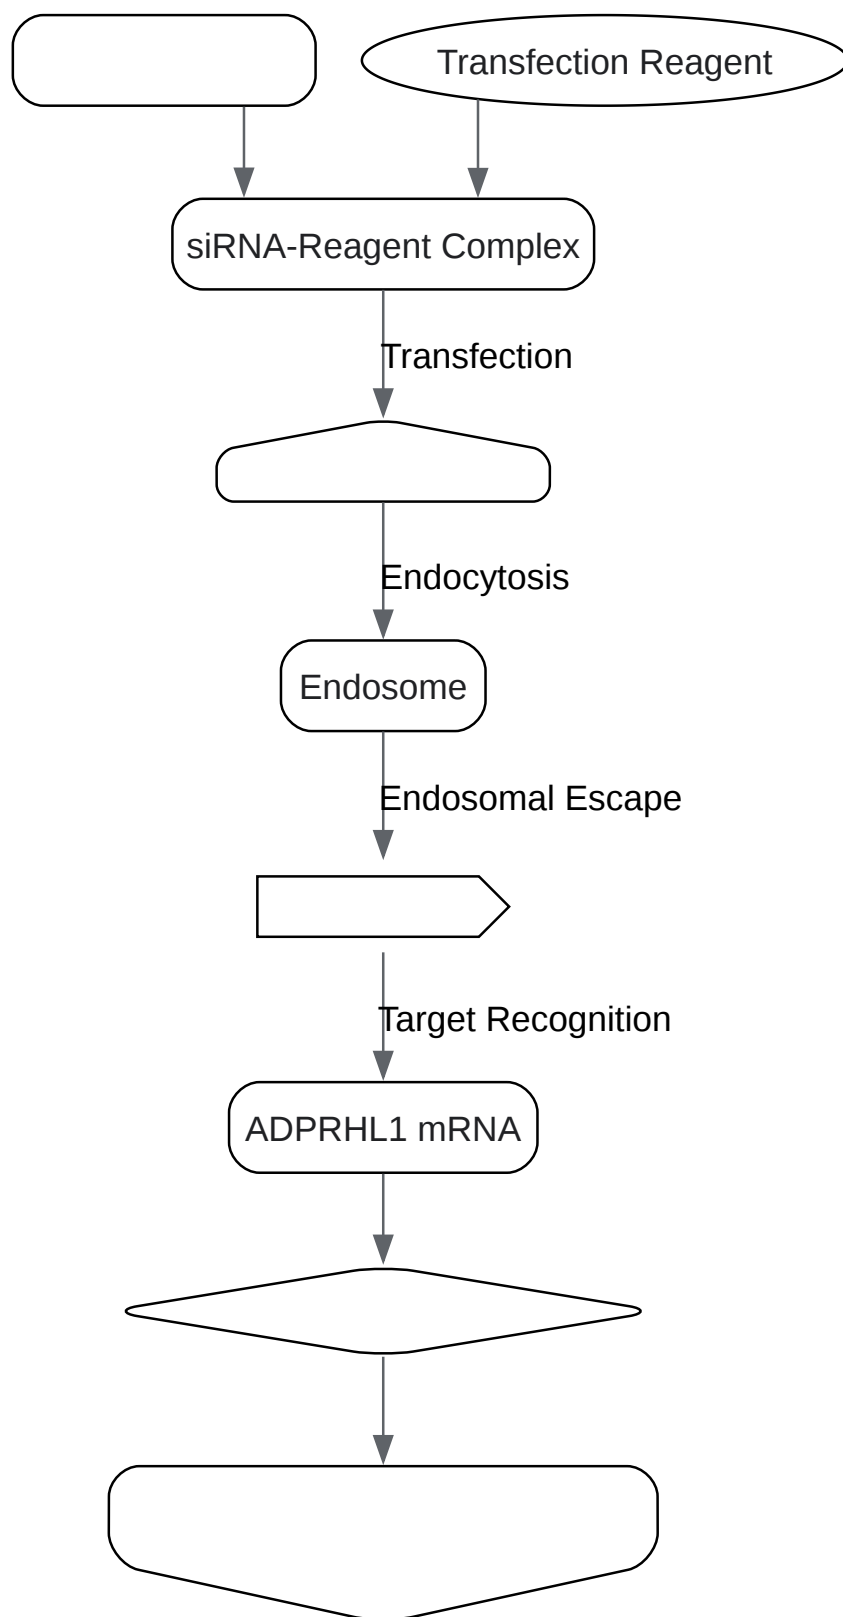 Transfection Reagent
siRNA-Reagent Complex
Transfection
Endocytosis
Endosome
Endosomal Escape
Target Recognition
ADPRHL1 mRNA